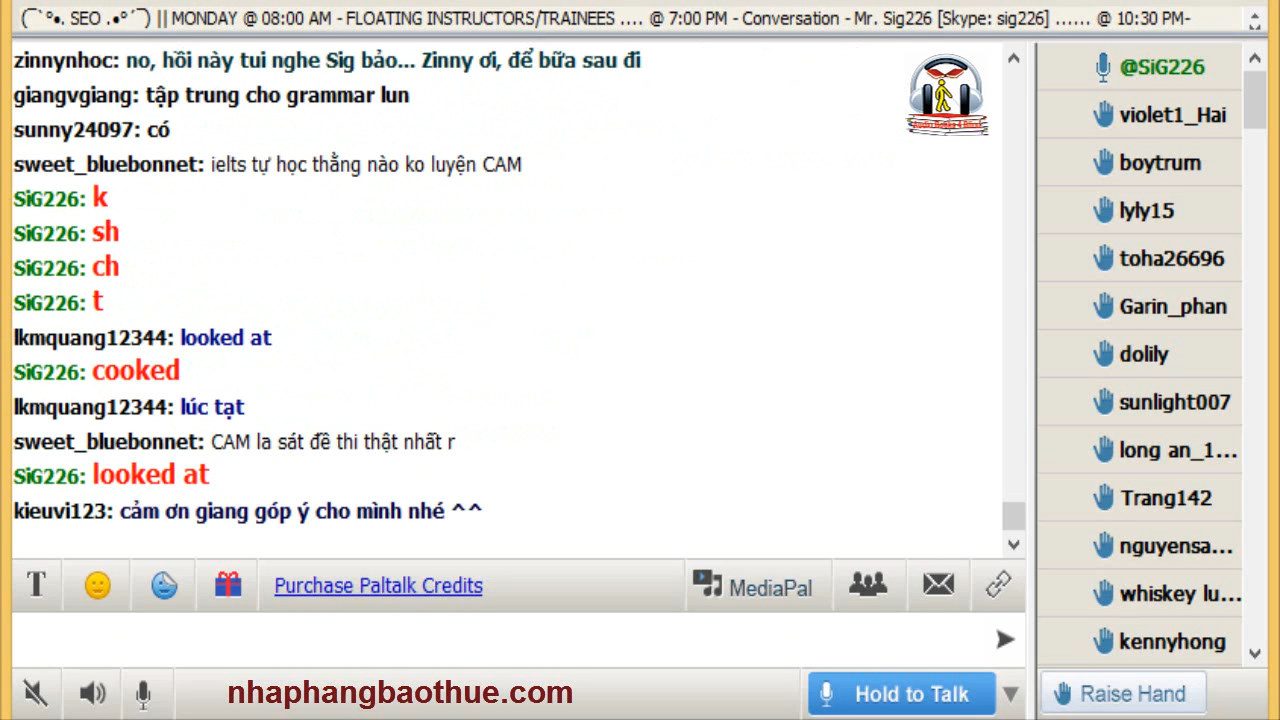 (¯`°•. SEO .•°´¯) || MONDAY @ 08:00 AM - FLOATING INSTRUCTORS/TRAINEES .... @ 7:00 PM - Conversation - Mr. Sig226 [Skype: sig226] ...... @ 10:30 PM-
zinnynhoc: no, hồi này tui nghe Sig bảo... Zinny ơi, để bữa sau đi
giangvgiang: tập trung cho grammar lun
sunny24097: có
sweet_bluebonnet: ielts tự học thằng nào ko luyện CAM
SiG226: k
SiG226: sh
SiG226: ch
SiG226: t
lkmquang12344: looked at
SiG226: cooked
lkmquang12344: lúc tạt
sweet_bluebonnet: CAM la sát đề thi thật nhất r
SiG226: looked at
kieuvi123: cảm ơn giang góp ý cho mình nhé ^^
@SiG226
violet1_Hai
boytrum
lyly15
toha26696
Garin_phan
dolily
sunlight007
long an_1...
Trang142
nguyensa...
whiskey lu...
kennyhong
T
Purchase Paltalk Credits
MediaPal
nhaphangbaothue.com
Hold to Talk
Raise Hand